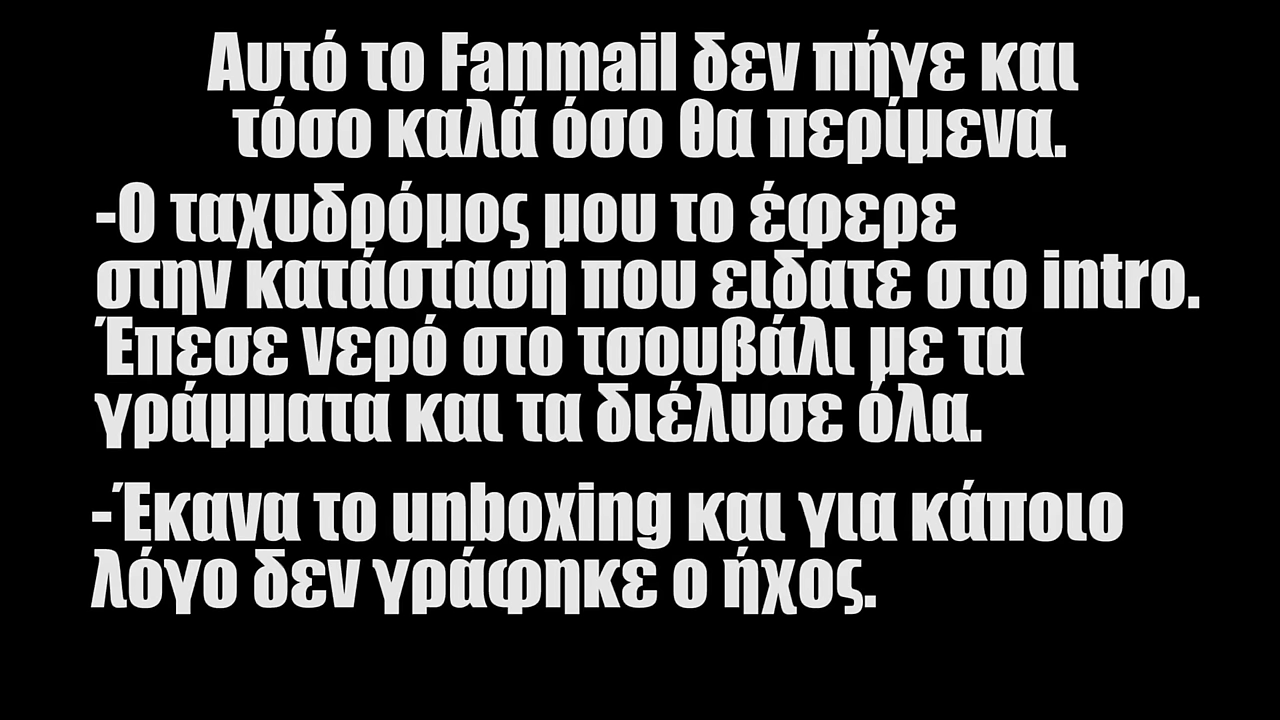 Αυτό το Fanmail δεν πήγε και
τόσο καλά όσο θα περίμενα.
-Ο ταχυδρόμος μου το έφερε
στην κατάσταση που ειδατε στο intro.
Έπεσε νερό στο τσουβάλι με τα
γράμματα και τα διέλυσε όλα.
-Έκανα το unboxing και για κάποιο
λόγο δεν γράφηκε ο ήχος.